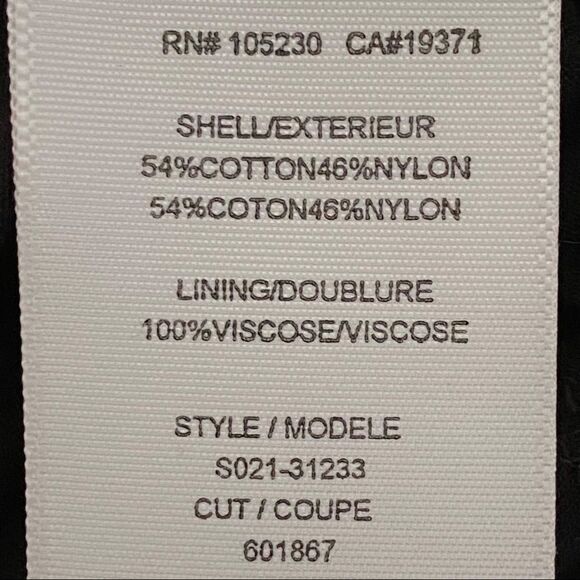 RN# 105230 CA#19371
SHELL/EXTERIEUR
54%COTTON46%NYLON
54%COTON46%NYLON
LINING/DOUBLURE
100%VISCOSE/VISCOSE
STYLE / MODELE
S021-31233
CUT / COUPE
601867